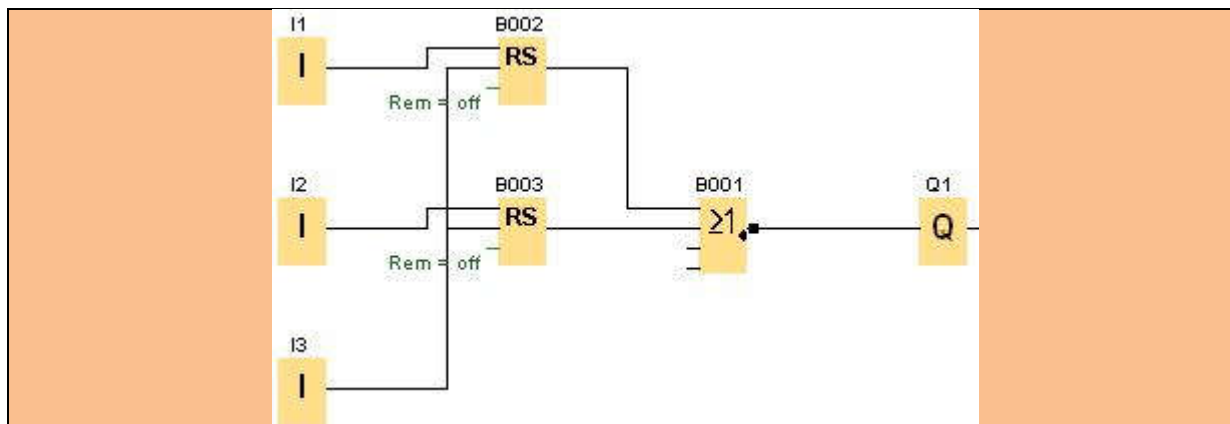 I1 B002
I RS
Rem = off
I2 B003 B001 Q1
I RS ≥1 Q
Rem = off
I3
I